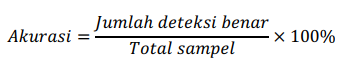 Akurasi = Jumlah deteksi benar / Total sampel × 100%